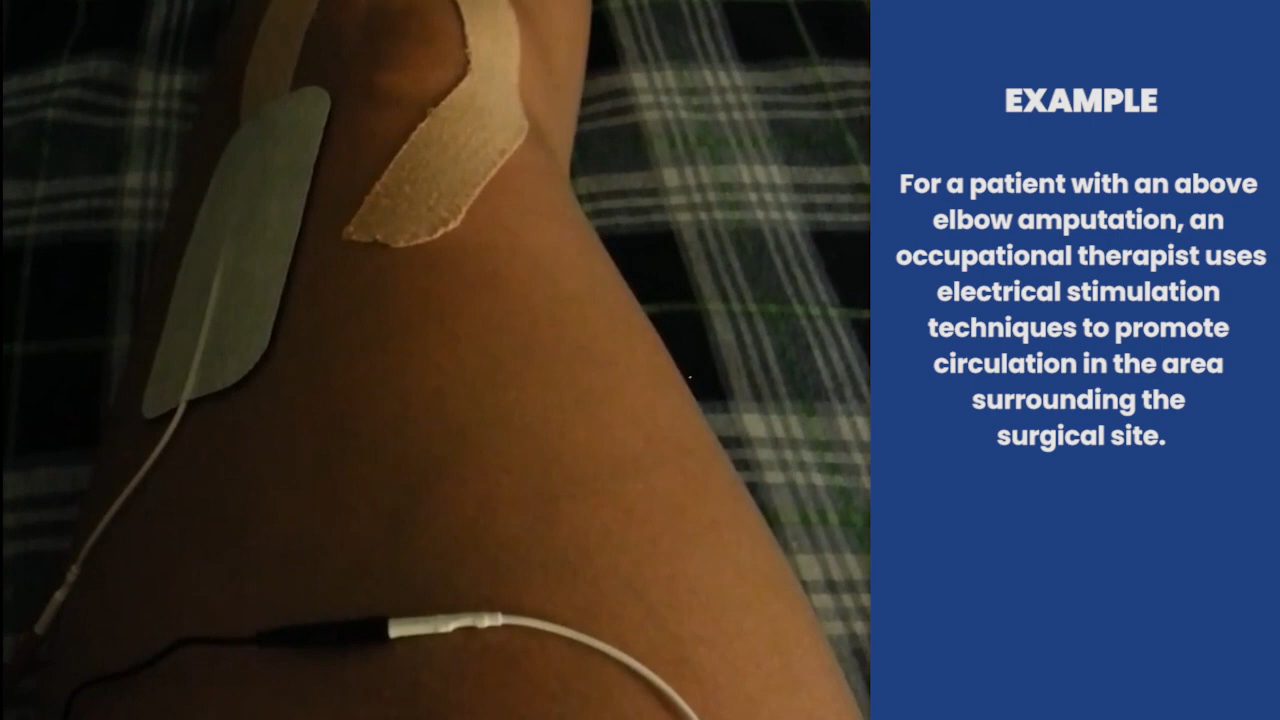 EXAMPLE
For a patient with an above
elbow amputation, an
occupational therapist uses
electrical stimulation
techniques to promote
circulation in the area
surrounding the
surgical site.